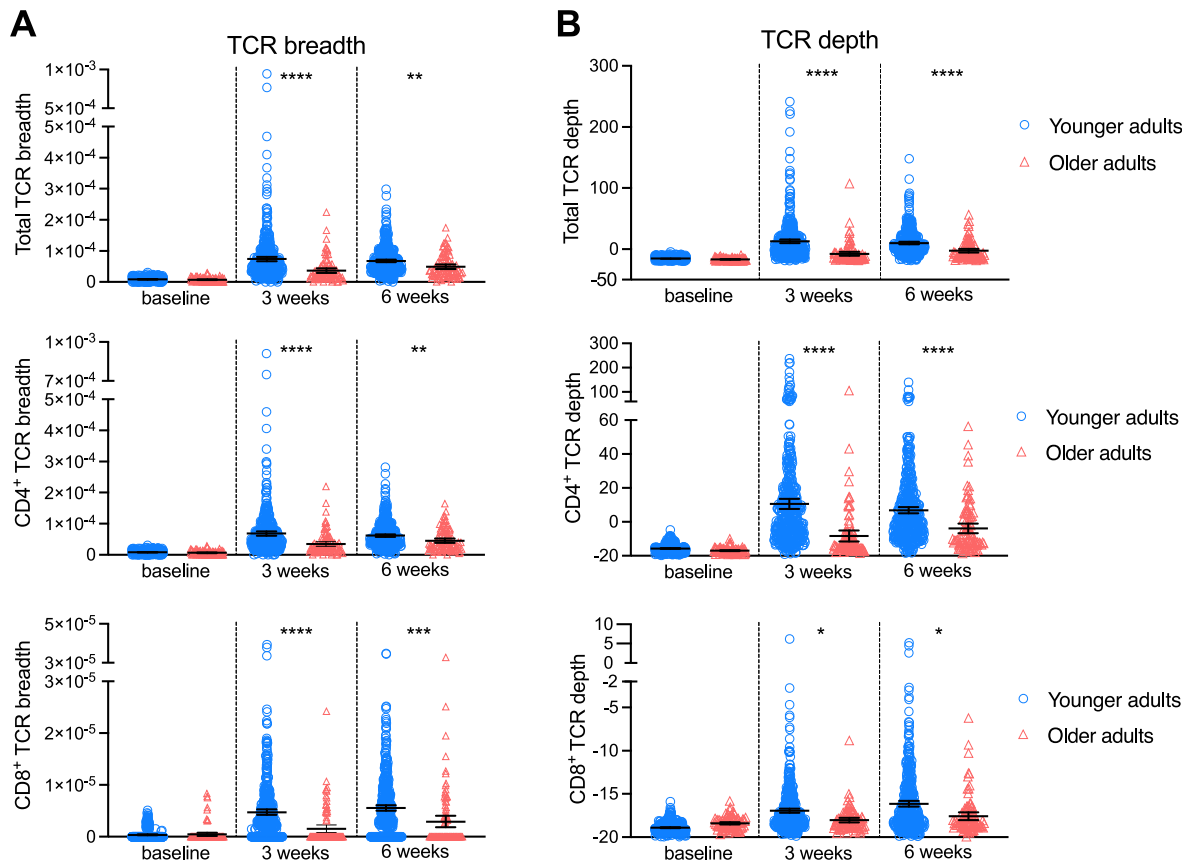 A
B
TCR breadth
TCR depth
Total TCR breadth
1×10⁻³
5×10⁻⁴
5×10⁻⁴
4×10⁻⁴
3×10⁻⁴
2×10⁻⁴
1×10⁻⁴
0
****
**
baseline
3 weeks
6 weeks
Total TCR depth
300
200
100
0
-50
****
****
baseline
3 weeks
6 weeks
Younger adults
Older adults
CD4⁺ TCR breadth
1×10⁻³
7×10⁻⁴
5×10⁻⁴
4×10⁻⁴
3×10⁻⁴
2×10⁻⁴
1×10⁻⁴
0
****
**
baseline
3 weeks
6 weeks
CD4⁺ TCR depth
300
200
100
60
40
20
0
-20
****
****
baseline
3 weeks
6 weeks
Younger adults
Older adults
CD8⁺ TCR breadth
5×10⁻⁵
3×10⁻⁵
3×10⁻⁵
2×10⁻⁵
1×10⁻⁵
0
****
***
baseline
3 weeks
6 weeks
CD8⁺ TCR depth
10
5
0
-2
-5
-10
-15
-20
*
*
baseline
3 weeks
6 weeks
Younger adults
Older adults